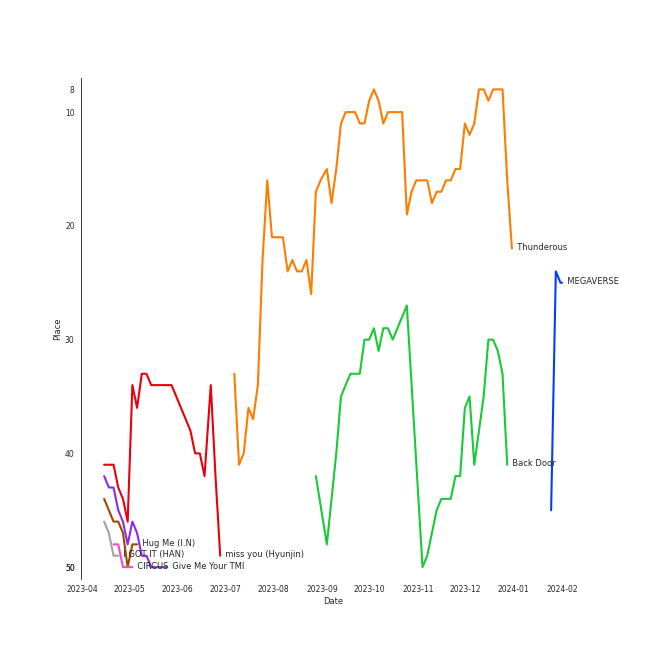 8
10
20
Thunderous
MEGAVERSE
Place
30
40
Back Door
Hug Me (I.N)
GOT IT (HAN)
miss you (Hyunjin)
50
CIRCUS
Give Me Your TMI
2023-04
2023-05
2023-06
2023-07
2023-08
2023-09
2023-10
2023-11
2023-12
2024-01
2024-02
Date